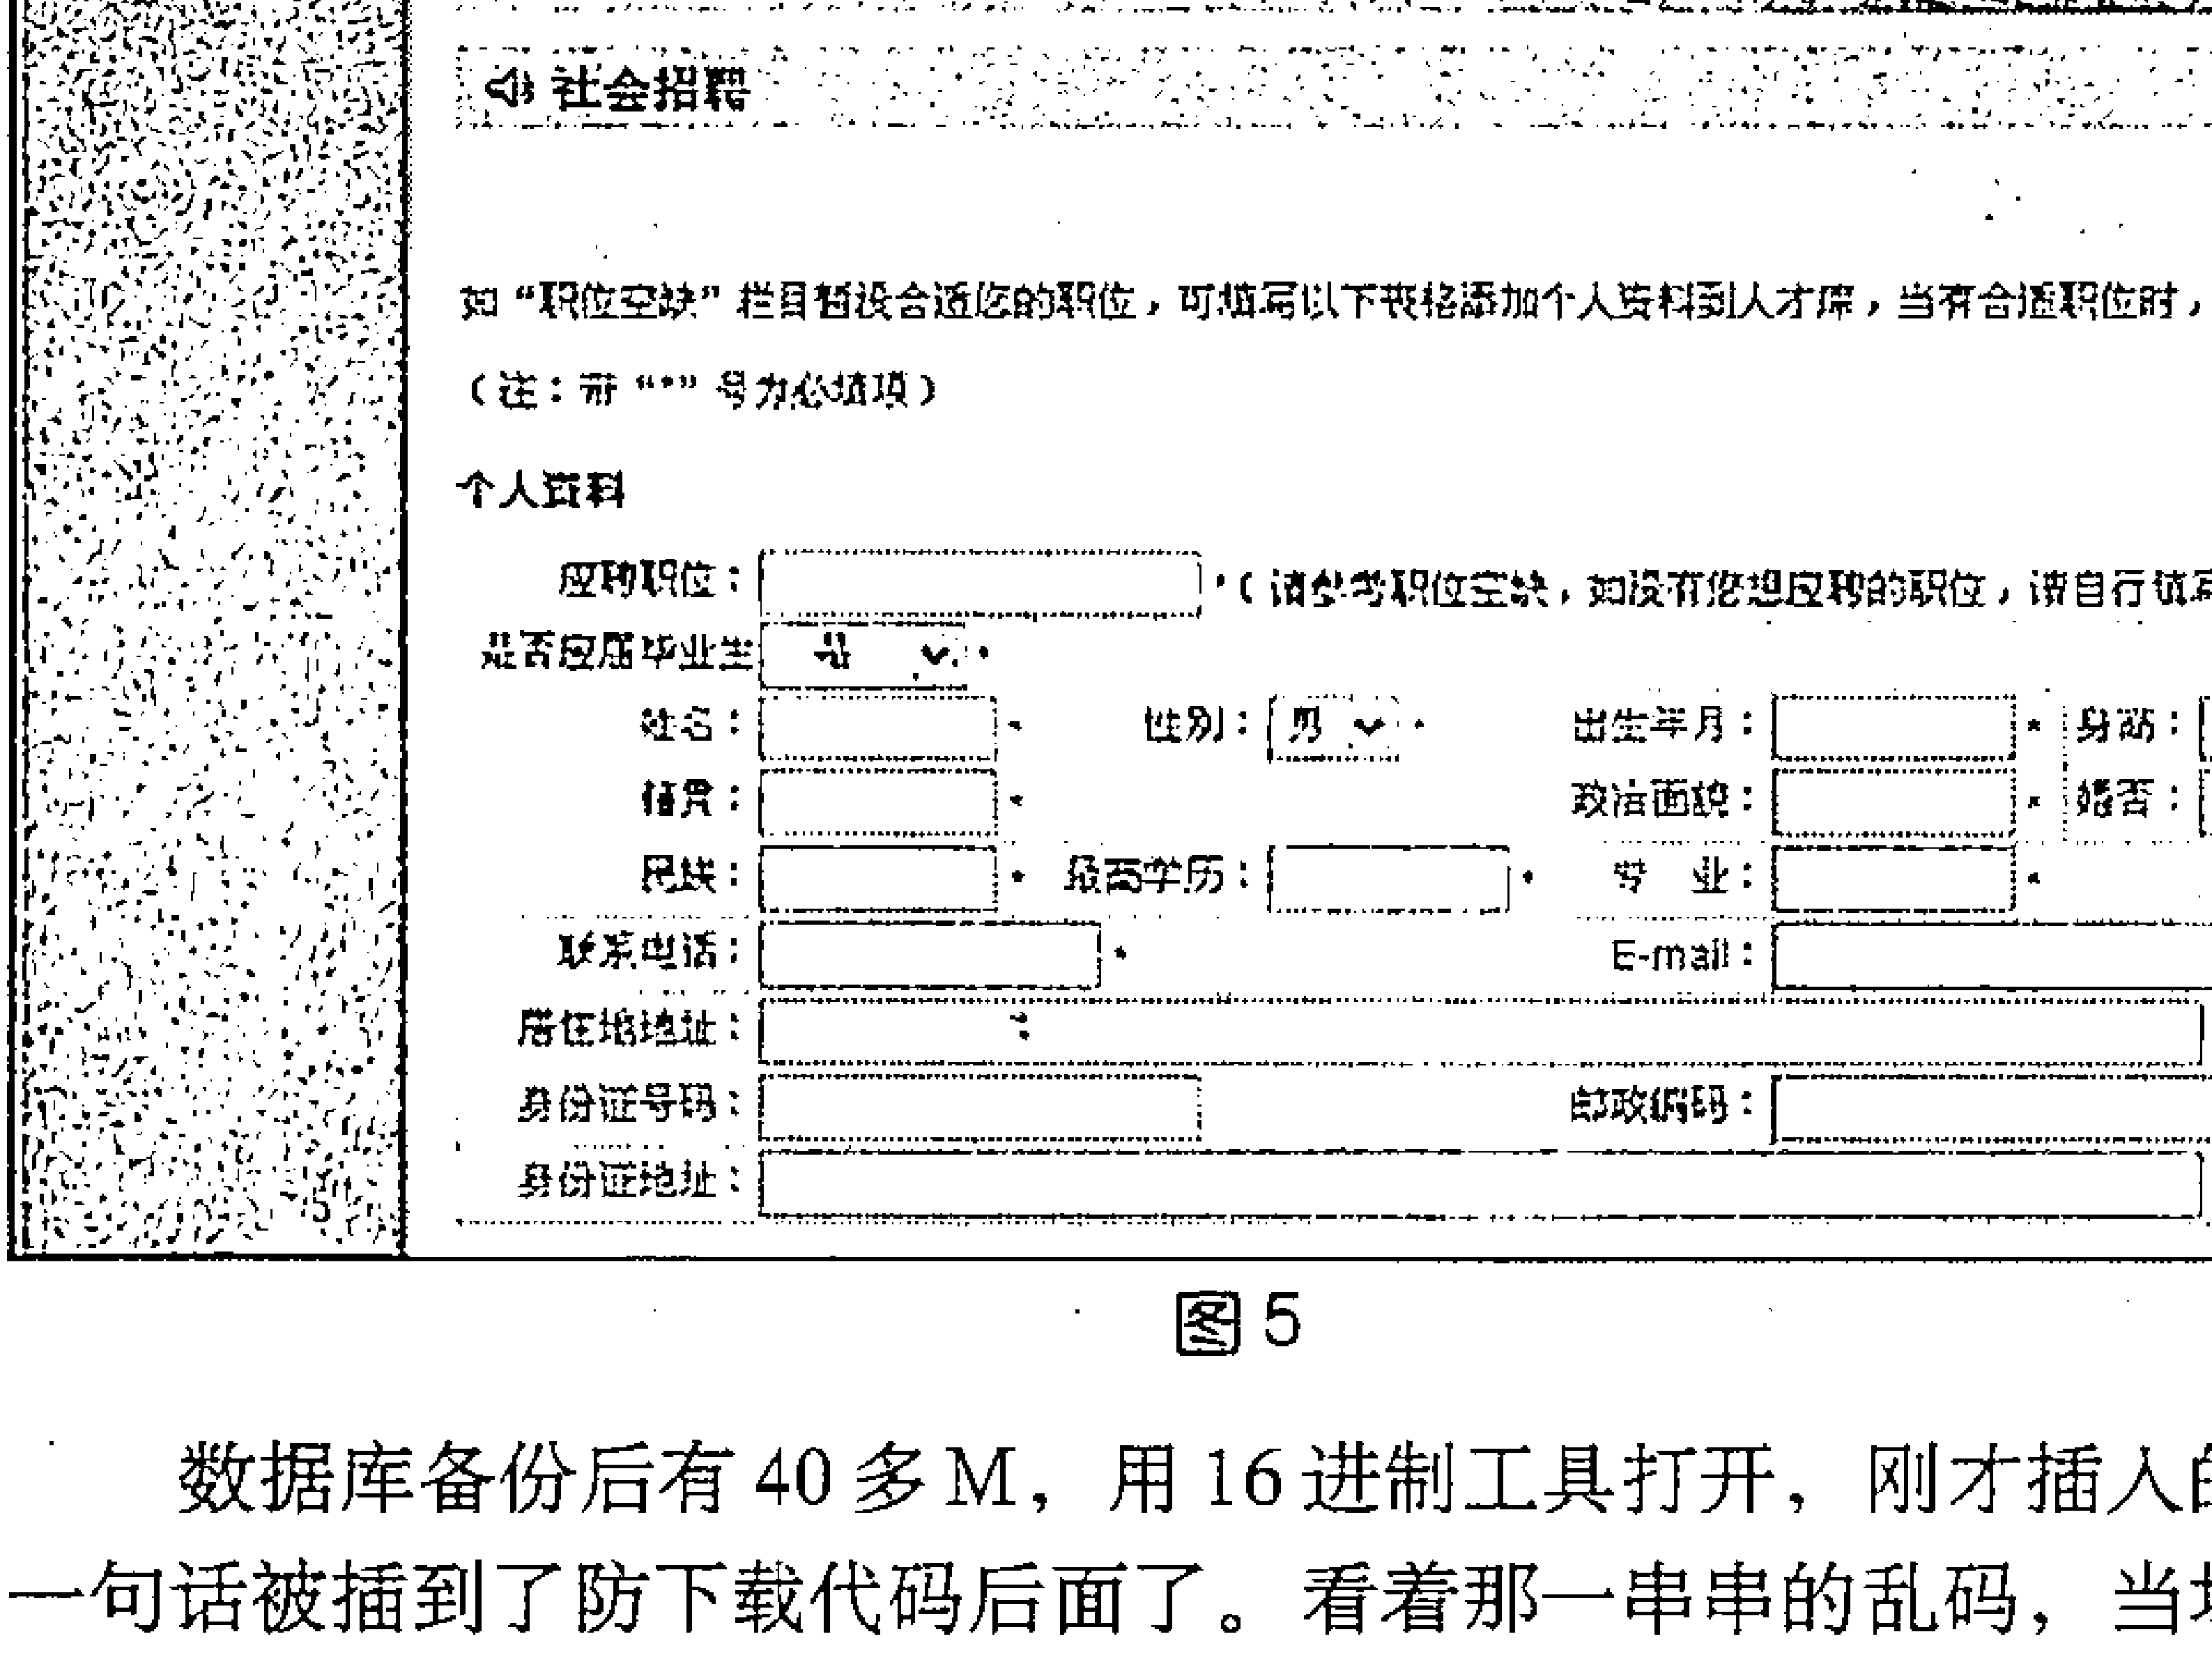 社会招聘
如“职位空缺”栏目暂没合适您的职位，可填写以下表格添加个人资料到人才库，当有合适职位时，
（注：带“*”号为必填项）
个人资料
应聘职位： *（请参考职位空缺，如没有您想应聘的职位，请自行填写
是否应届毕业生 *
姓名： * 性别： 男 * 出生年月： * 身高：
籍贯： * 政治面貌： * 婚否：
民族： * 最高学历： * 专 业： *
联系电话： * E-mail：
居住地地址：
身份证号码： 邮政编码：
身份证地址：
图 5
数据库备份后有 40 多 M，用 16 进制工具打开，刚才插入的
一句话被插到了防下载代码后面了。看着那一串串的乱码，当